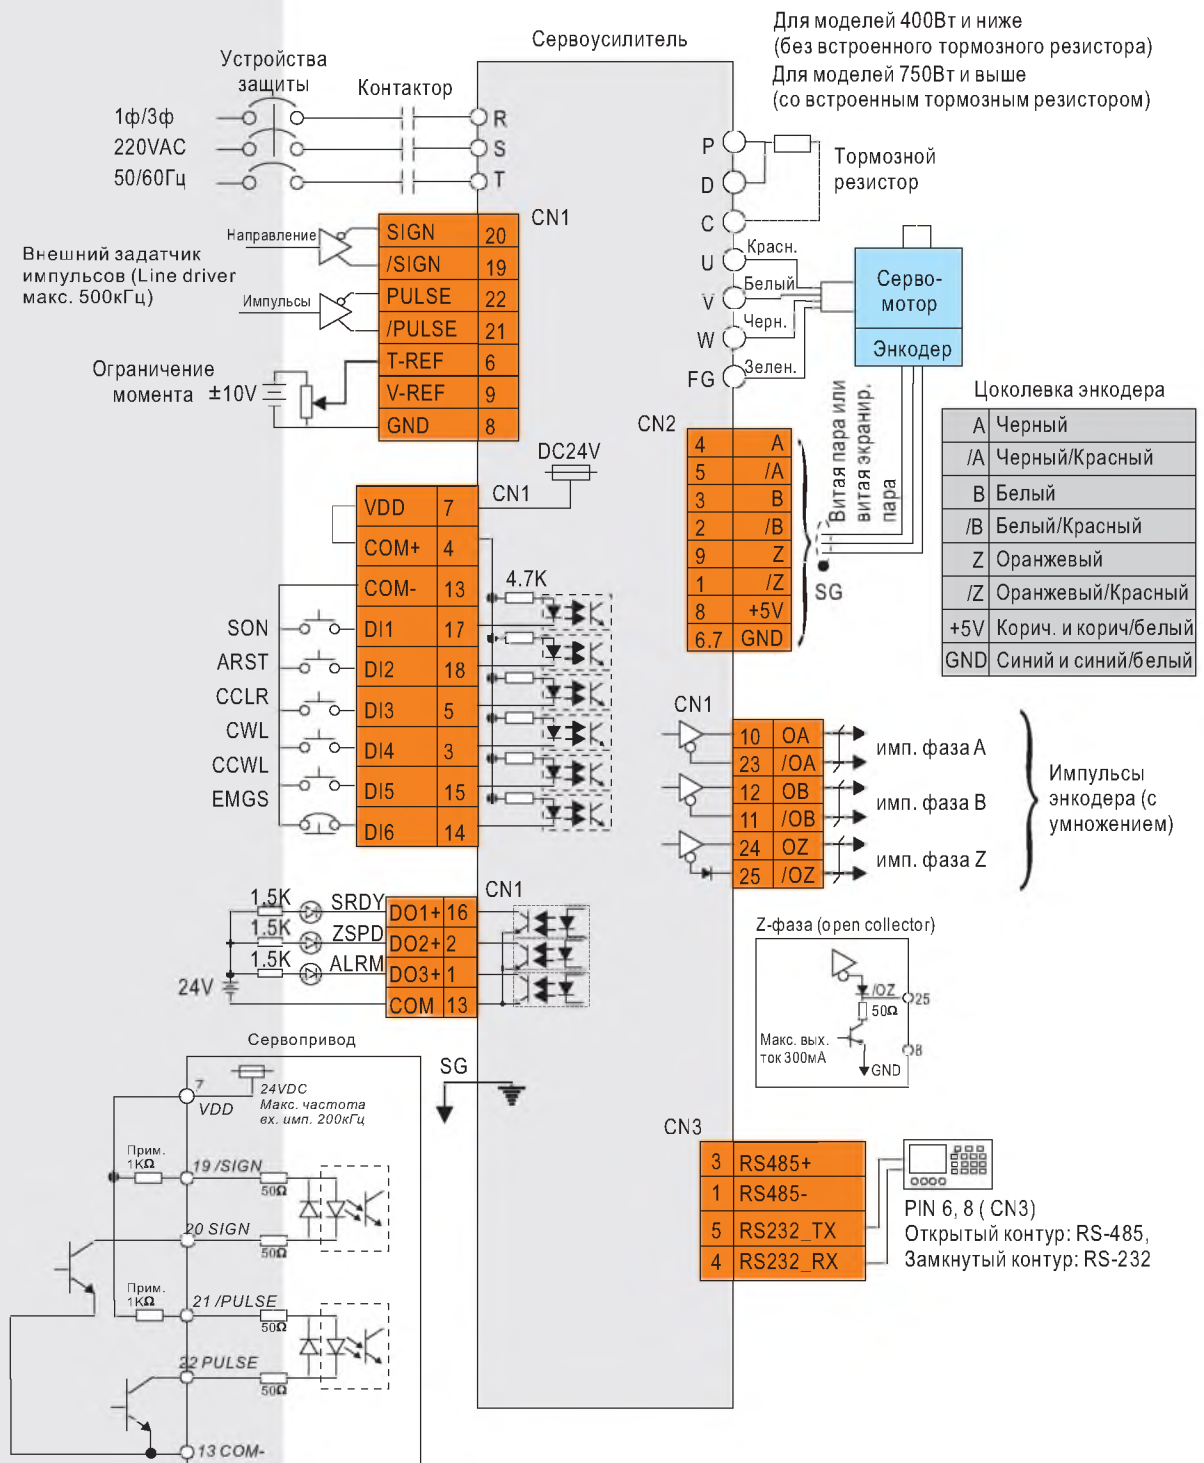 Сервоусилитель
Для моделей 400Вт и ниже
(без встроенного тормозного резистора)
Для моделей 750Вт и выше
(со встроенным тормозным резистором)
Устройства
защиты
Контактор
1ф/3ф
220VAC
50/60Гц
R
S
T
P
D
C
U
V
W
FG
Тормозной
резистор
Красн.
Белый
Черн.
Зелен.
Серво-
мотор
Энкодер
CN1
Внешний задатчик
импульсов (Line driver
макс. 500кГц)
Направление
Импульсы
SIGN 20
/SIGN 19
PULSE 22
/PULSE 21
T-REF 6
V-REF 9
GND 8
Ограничение
момента ±10V
DC24V
CN1
VDD 7
COM+ 4
COM- 13
DI1 17
DI2 18
DI3 5
DI4 3
DI5 15
DI6 14
4.7K
SON
ARST
CCLR
CWL
CCWL
EMGS
CN2
4 A
5 /A
3 B
2 /B
9 Z
1 /Z
8 +5V
6.7 GND
Витая пара или
витая экранир.
пара
SG
Цоколевка энкодера
A Черный
/A Черный/Красный
B Белый
/B Белый/Красный
Z Оранжевый
/Z Оранжевый/Красный
+5V Корич. и корич/белый
GND Синий и синий/белый
CN1
10 OA
23 /OA
12 OB
11 /OB
24 OZ
25 /OZ
имп. фаза A
имп. фаза B
имп. фаза Z
Импульсы
энкодера (с
умножением)
CN1
1.5K SRDY
1.5K ZSPD
1.5K ALRM
24V
DO1+ 16
DO2+ 2
DO3+ 1
COM 13
Z-фаза (open collector)
/OZ
50Ω
25
8
Макс. вых.
ток 300мА
GND
SG
Сервопривод
7
VDD
24VDC
Макс. частота
вх. имп. 200кГц
Прим.
1KΩ
19 /SIGN
50Ω
20 SIGN
50Ω
Прим.
1KΩ
21 /PULSE
50Ω
22 PULSE
50Ω
13 COM-
CN3
3 RS485+
1 RS485-
5 RS232_TX
4 RS232_RX
PIN 6, 8 ( CN3)
Открытый контур: RS-485,
Замкнутый контур: RS-232